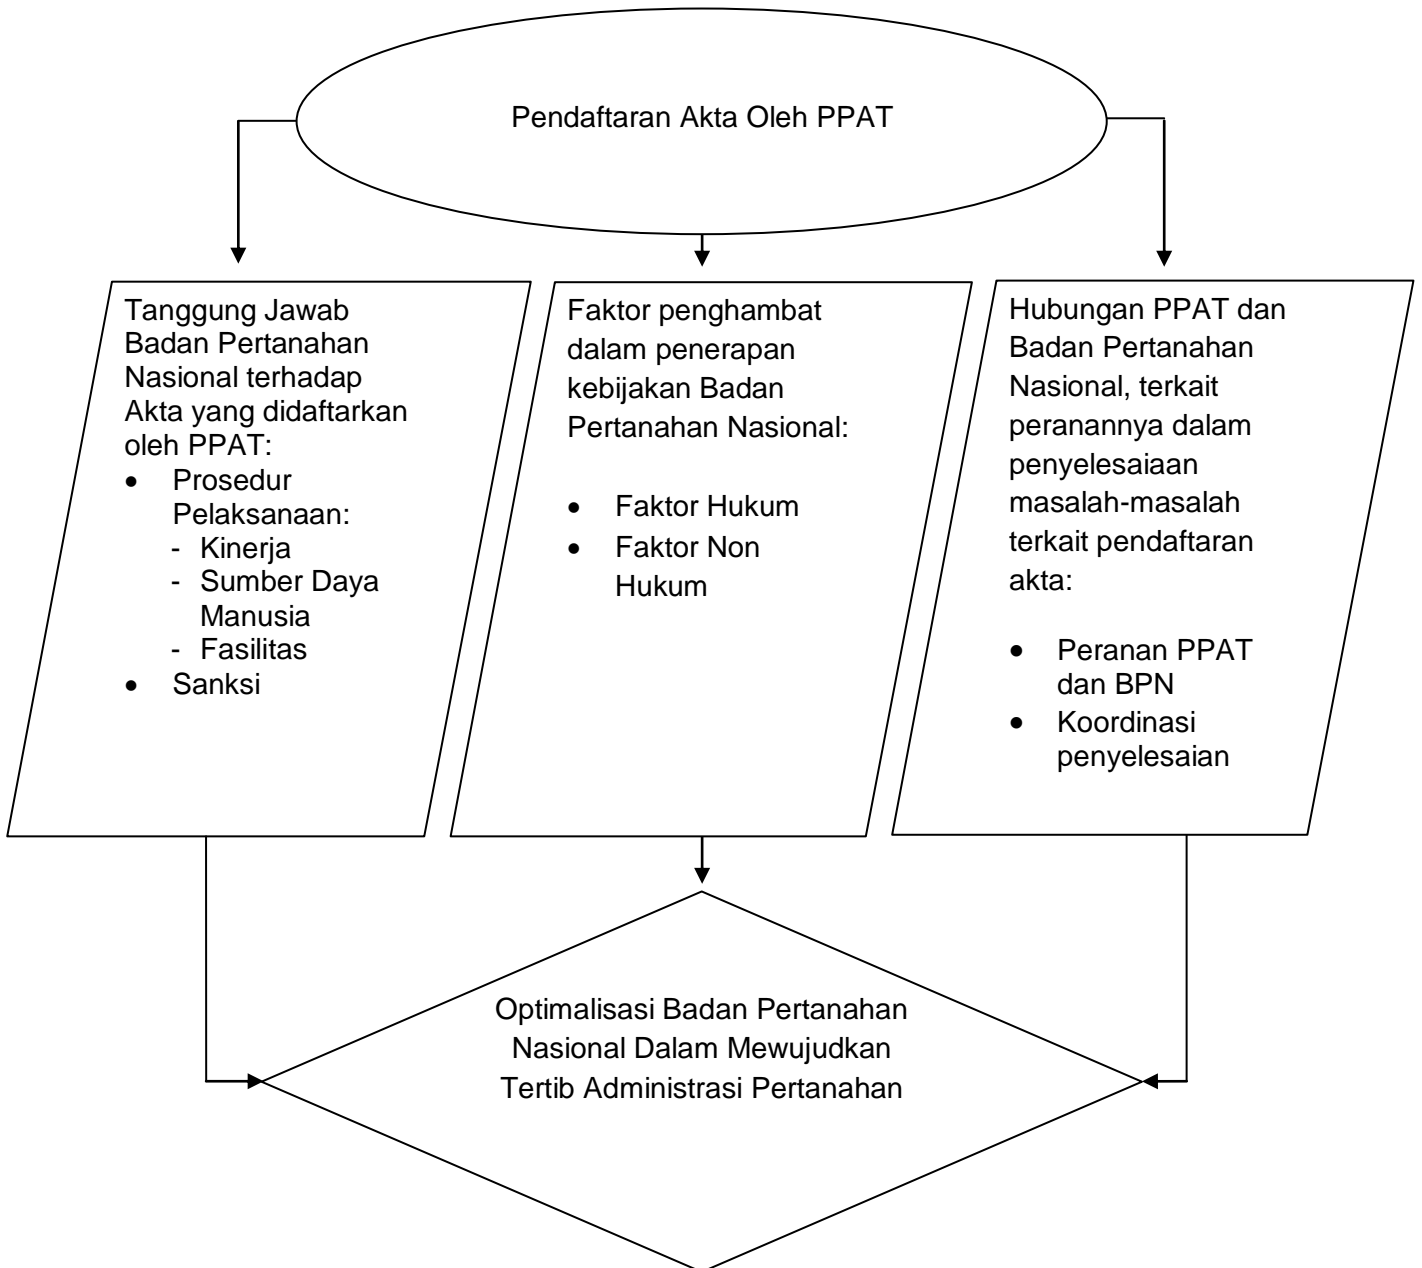 Pendaftaran Akta Oleh PPAT
Tanggung Jawab
Badan Pertanahan
Nasional terhadap
Akta yang didaftarkan
oleh PPAT:
• Prosedur
Pelaksanaan:
- Kinerja
- Sumber Daya
Manusia
- Fasilitas
• Sanksi
Faktor penghambat
dalam penerapan
kebijakan Badan
Pertanahan Nasional:
• Faktor Hukum
• Faktor Non
Hukum
Hubungan PPAT dan
Badan Pertanahan
Nasional, terkait
peranannya dalam
penyelesaiaan
masalah-masalah
terkait pendaftaran
akta:
• Peranan PPAT
dan BPN
• Koordinasi
penyelesaian
Optimalisasi Badan Pertanahan
Nasional Dalam Mewujudkan
Tertib Administrasi Pertanahan